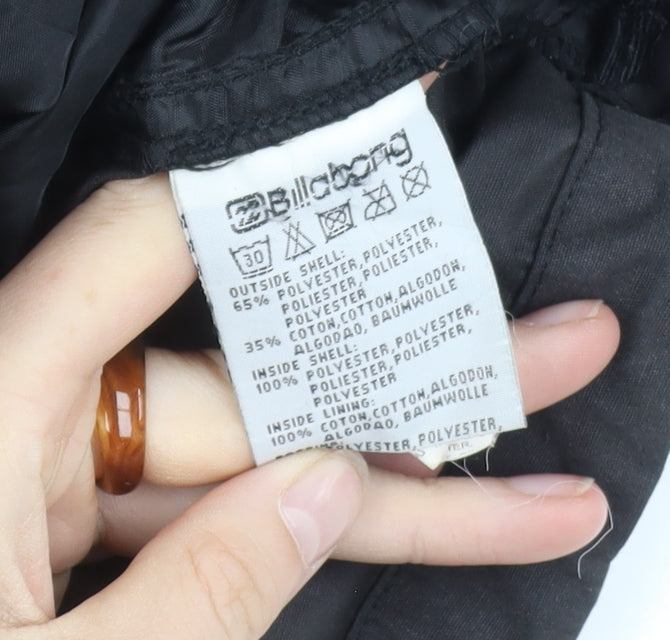 Billabong
30
OUTSIDE SHELL:
65% POLYESTER,POLYESTER,
POLIESTER,POLIESTER,
POLYESTER
35% COTON,COTTON,ALGODON,
ALGODAO, BAUMWOLLE
INSIDE SHELL:
100% POLYESTER,POLYESTER,
POLIESTER,POLIESTER,
POLYESTER
INSIDE LINING:
100% COTON,COTTON,ALGODON,
ALGODAO, BAUMWOLLE
POLYESTER,